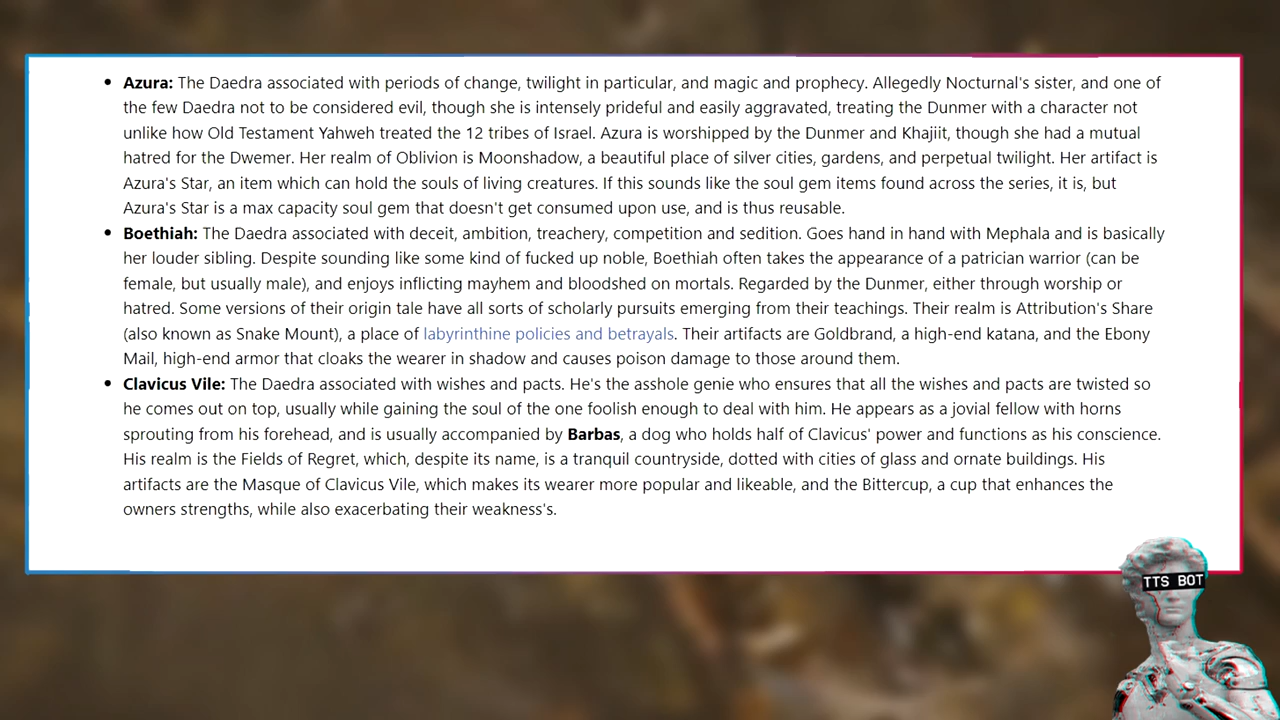 • Azura: The Daedra associated with periods of change, twilight in particular, and magic and prophecy. Allegedly Nocturnal's sister, and one of
the few Daedra not to be considered evil, though she is intensely prideful and easily aggravated, treating the Dunmer with a character not
unlike how Old Testament Yahweh treated the 12 tribes of Israel. Azura is worshipped by the Dunmer and Khajiit, though she had a mutual
hatred for the Dwemer. Her realm of Oblivion is Moonshadow, a beautiful place of silver cities, gardens, and perpetual twilight. Her artifact is
Azura's Star, an item which can hold the souls of living creatures. If this sounds like the soul gem items found across the series, it is, but
Azura's Star is a max capacity soul gem that doesn't get consumed upon use, and is thus reusable.
• Boethiah: The Daedra associated with deceit, ambition, treachery, competition and sedition. Goes hand in hand with Mephala and is basically
her louder sibling. Despite sounding like some kind of fucked up noble, Boethiah often takes the appearance of a patrician warrior (can be
female, but usually male), and enjoys inflicting mayhem and bloodshed on mortals. Regarded by the Dunmer, either through worship or
hatred. Some versions of their origin tale have all sorts of scholarly pursuits emerging from their teachings. Their realm is Attribution's Share
(also known as Snake Mount), a place of labyrinthine policies and betrayals. Their artifacts are Goldbrand, a high-end katana, and the Ebony
Mail, high-end armor that cloaks the wearer in shadow and causes poison damage to those around them.
• Clavicus Vile: The Daedra associated with wishes and pacts. He's the asshole genie who ensures that all the wishes and pacts are twisted so
he comes out on top, usually while gaining the soul of the one foolish enough to deal with him. He appears as a jovial fellow with horns
sprouting from his forehead, and is usually accompanied by Barbas, a dog who holds half of Clavicus' power and functions as his conscience.
His realm is the Fields of Regret, which, despite its name, is a tranquil countryside, dotted with cities of glass and ornate buildings. His
artifacts are the Masque of Clavicus Vile, which makes its wearer more popular and likeable, and the Bittercup, a cup that enhances the
owners strengths, while also exacerbating their weakness's.
TTS BOT